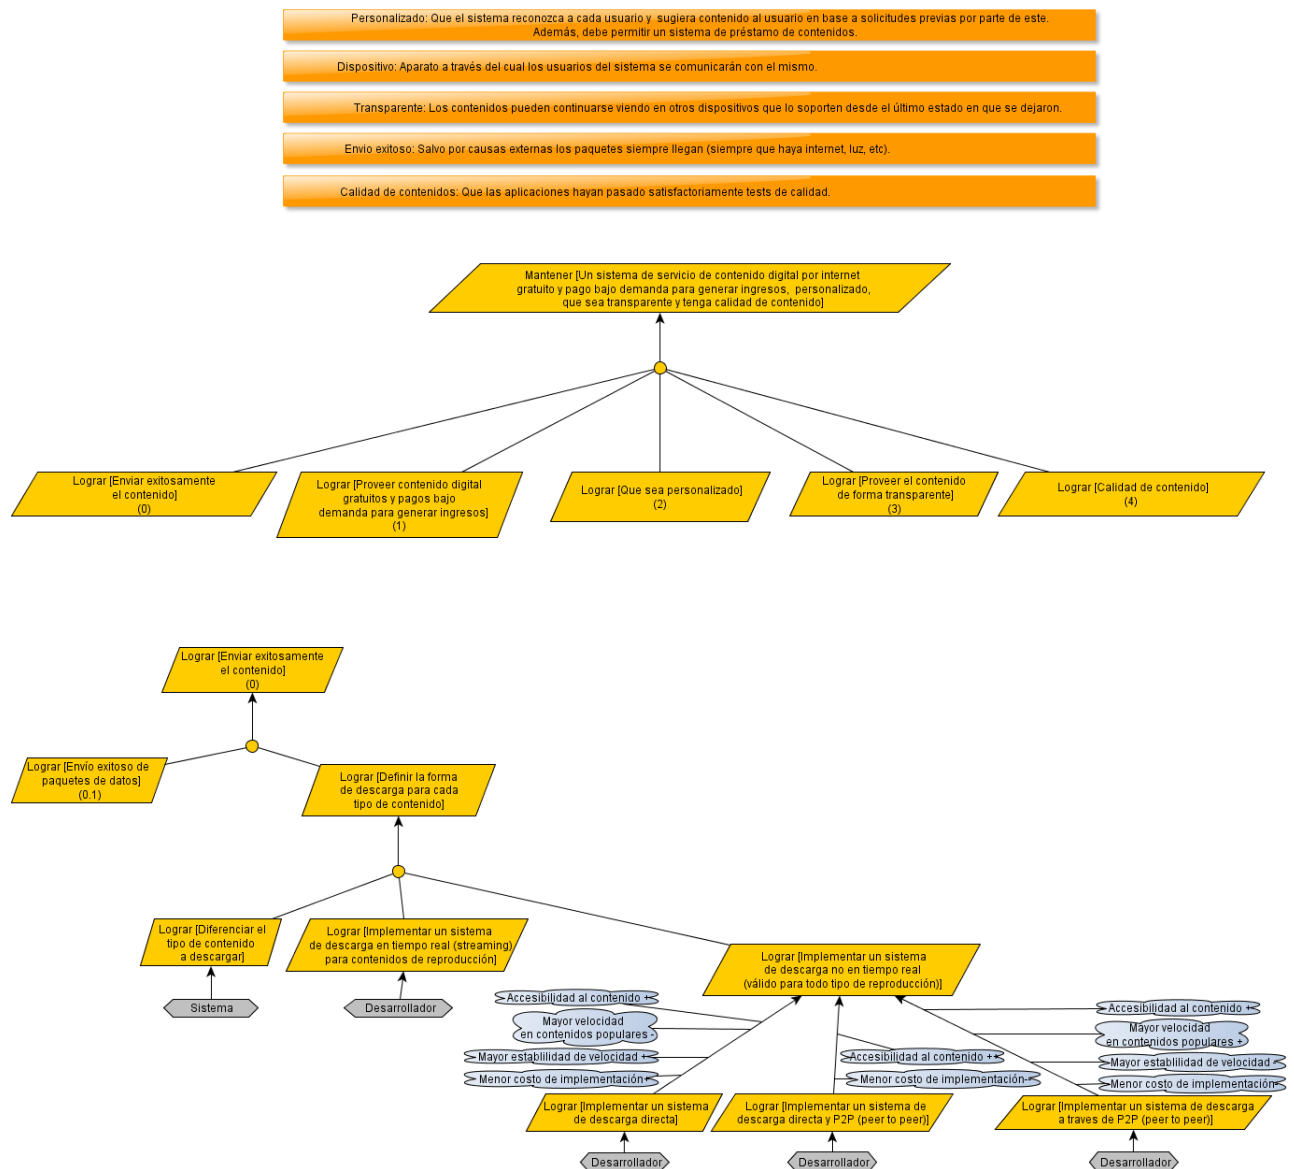 Personalizado: Que el sistema reconozca a cada usuario y sugiera contenido al usuario en base a solicitudes previas por parte de este.
Además, debe permitir un sistema de préstamo de contenidos.
Dispositivo: Aparato a través del cual los usuarios del sistema se comunicarán con el mismo.
Transparente: Los contenidos pueden continuarse viendo en otros dispositivos que lo soporten desde el último estado en que se dejaron.
Envio exitoso: Salvo por causas externas los paquetes siempre llegan (siempre que haya internet, luz, etc).
Calidad de contenidos: Que las aplicaciones hayan pasado satisfactoriamente tests de calidad.
Mantener [Un sistema de servicio de contenido digital por internet
gratuito y pago bajo demanda para generar ingresos, personalizado,
que sea transparente y tenga calidad de contenido]
Lograr [Enviar exitosamente
el contenido]
(0)
Lograr [Proveer contenido digital
gratuitos y pagos bajo
demanda para generar ingresos]
(1)
Lograr [Que sea personalizado]
(2)
Lograr [Proveer el contenido
de forma transparente]
(3)
Lograr [Calidad de contenido]
(4)
Lograr [Enviar exitosamente
el contenido]
(0)
Lograr [Envío exitoso de
paquetes de datos]
(0.1)
Lograr [Definir la forma
de descarga para cada
tipo de contenido]
Lograr [Diferenciar el
tipo de contenido
a descargar]
Lograr [Implementar un sistema
de descarga en tiempo real (streaming)
para contenidos de reproducción]
Lograr [Implementar un sistema
de descarga no en tiempo real
(válido para todo tipo de reproducción)]
Sistema
Desarrollador
Accesibilidad al contenido +
Mayor velocidad
en contenidos populares -
Mayor establilidad de velocidad +
Menor costo de implementación+
Accesibilidad al contenido ++
Menor costo de implementación-
Accesibilidad al contenido +
Mayor velocidad
en contenidos populares +
Mayor establilidad de velocidad -
Menor costo de implementación-
Lograr [Implementar un sistema
de descarga directa]
Lograr [Implementar un sistema de
descarga directa y P2P (peer to peer)]
Lograr [Implementar un sistema de descarga
a traves de P2P (peer to peer)]
Desarrollador
Desarrollador
Desarrollador